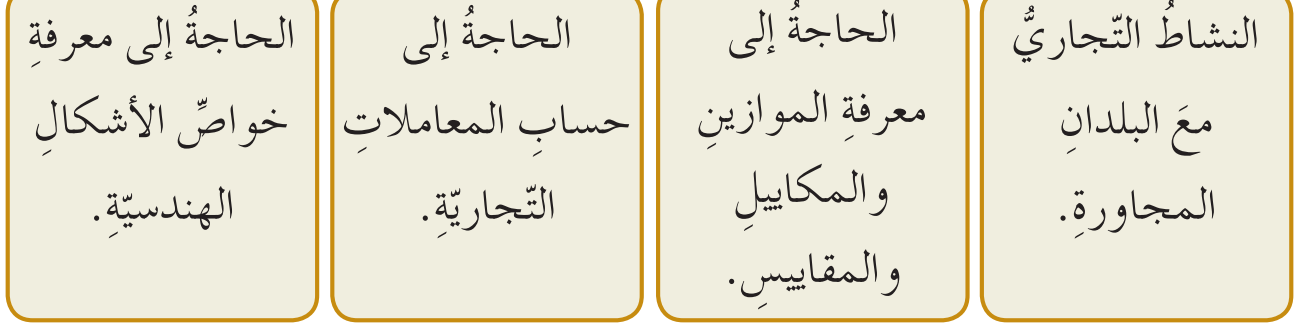 النشاطُ التّجاريُّ
معَ البلدانِ
المجاورةِ.
الحاجةُ إلى
معرفةِ الموازينِ
والمكاييلِ
والمقاييسِ.
الحاجةُ إلى
حسابِ المعاملاتِ
التّجاريّةِ.
الحاجةُ إلى معرفةِ
خواصِّ الأشكالِ
الهندسيّةِ.